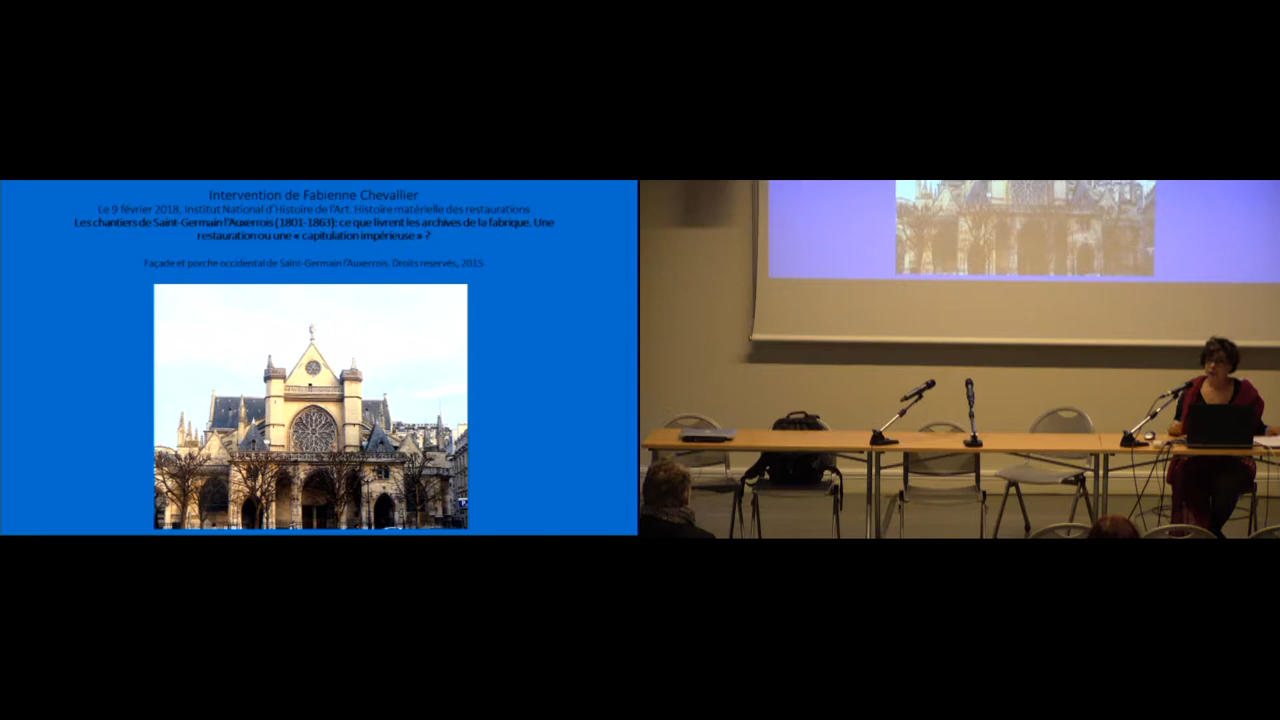 Intervention de Fabienne Chevallier
Le 9 février 2018, Institut National d'Histoire de l'Art. Histoire matérielle des restaurations
Les chantiers de Saint-Germain l'Auxerrois (1801-1863): ce que livrent les archives de la fabrique. Une
restauration ou une « capitulation impérieuse » ?
Façade et porche occidental de Saint-Germain l'Auxerrois. Droits reservés, 2015